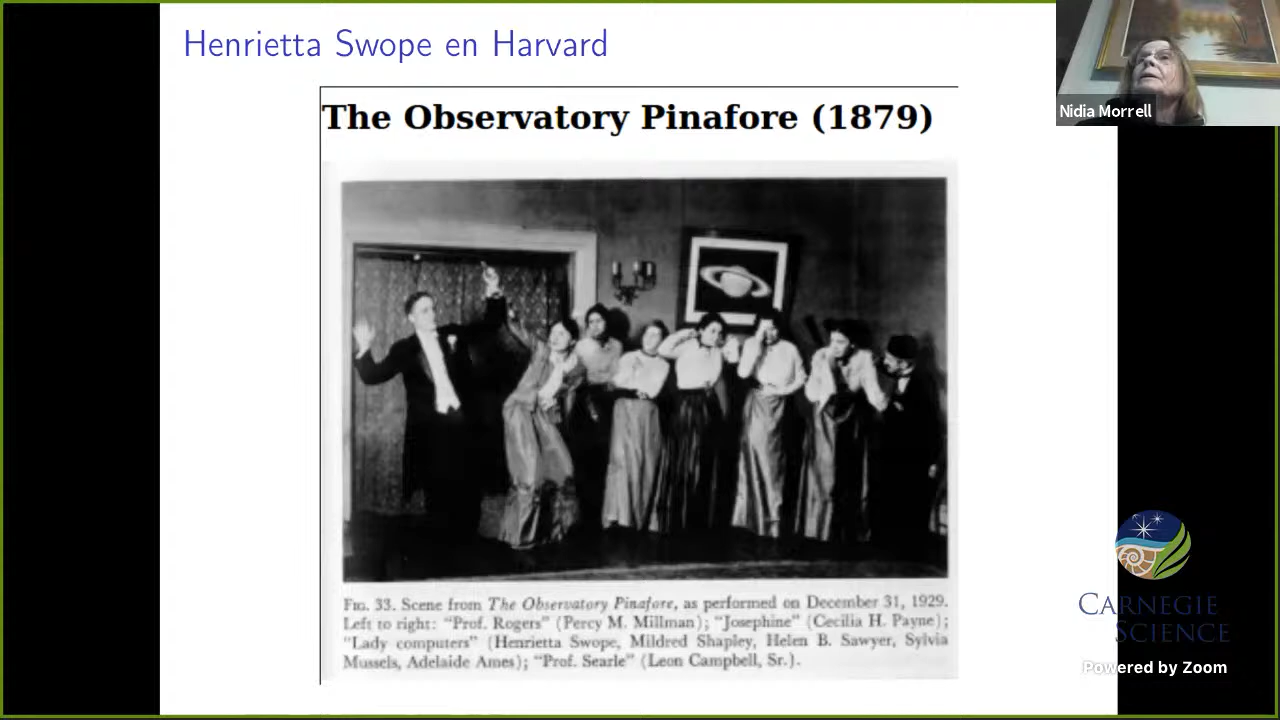 Henrietta Swope en Harvard
The Observatory Pinafore (1879)
Nidia Morrell
FIG. 33. Scene from The Observatory Pinafore, as performed on December 31, 1929.
Left to right: “Prof. Rogers” (Percy M. Millman); “Josephine” (Cecilia H. Payne);
“Lady computers” (Henrietta Swope, Mildred Shapley, Helen B. Sawyer, Sylvia
Mussels, Adelaide Ames); “Prof. Searle” (Leon Campbell, Sr.).
CARNEGIE
SCIENCE
Powered by Zoom